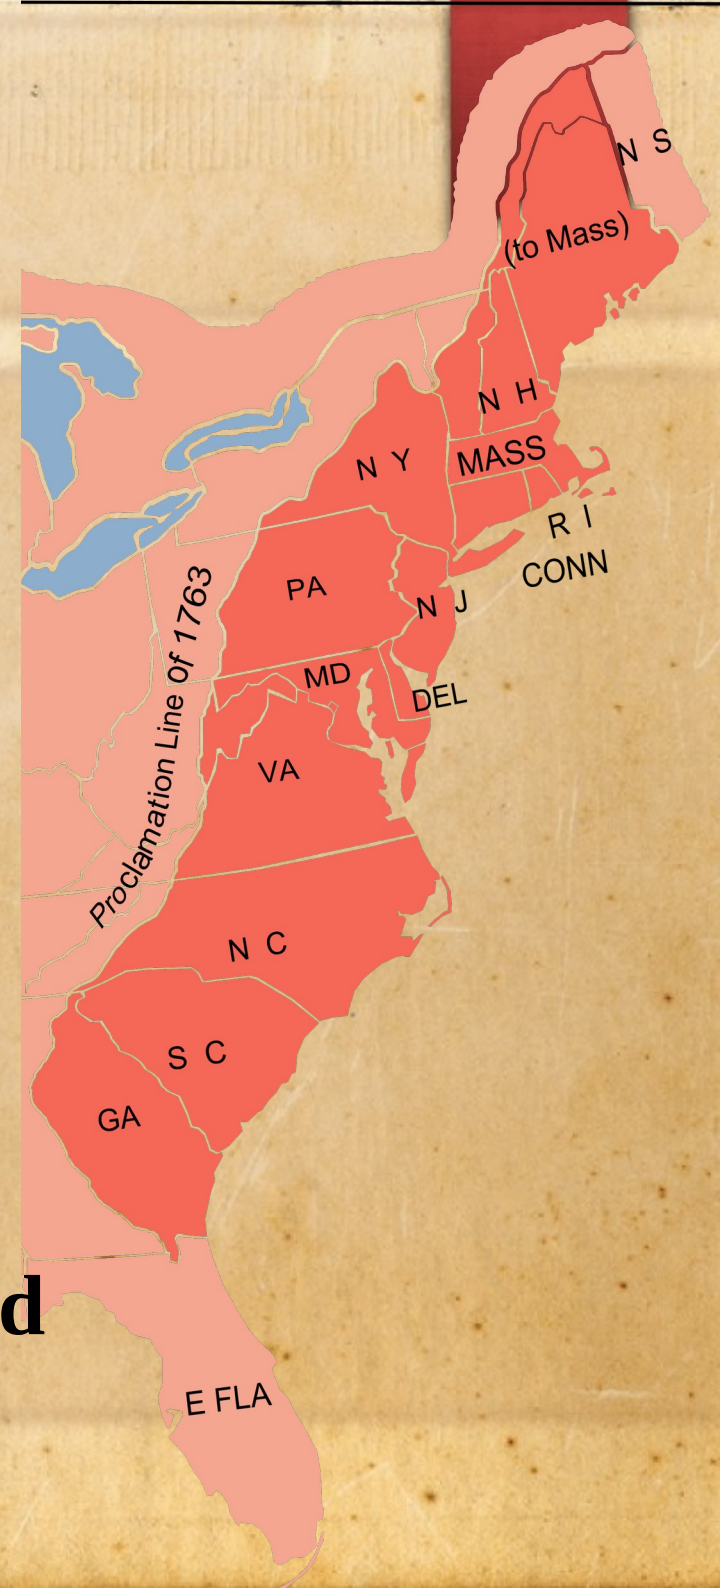 N S
(to Mass)
N H
MASS
N Y
R I
CONN
PA
N J
Proclamation Line Of 1763
MD
DEL
VA
N C
S C
GA
d
E FLA